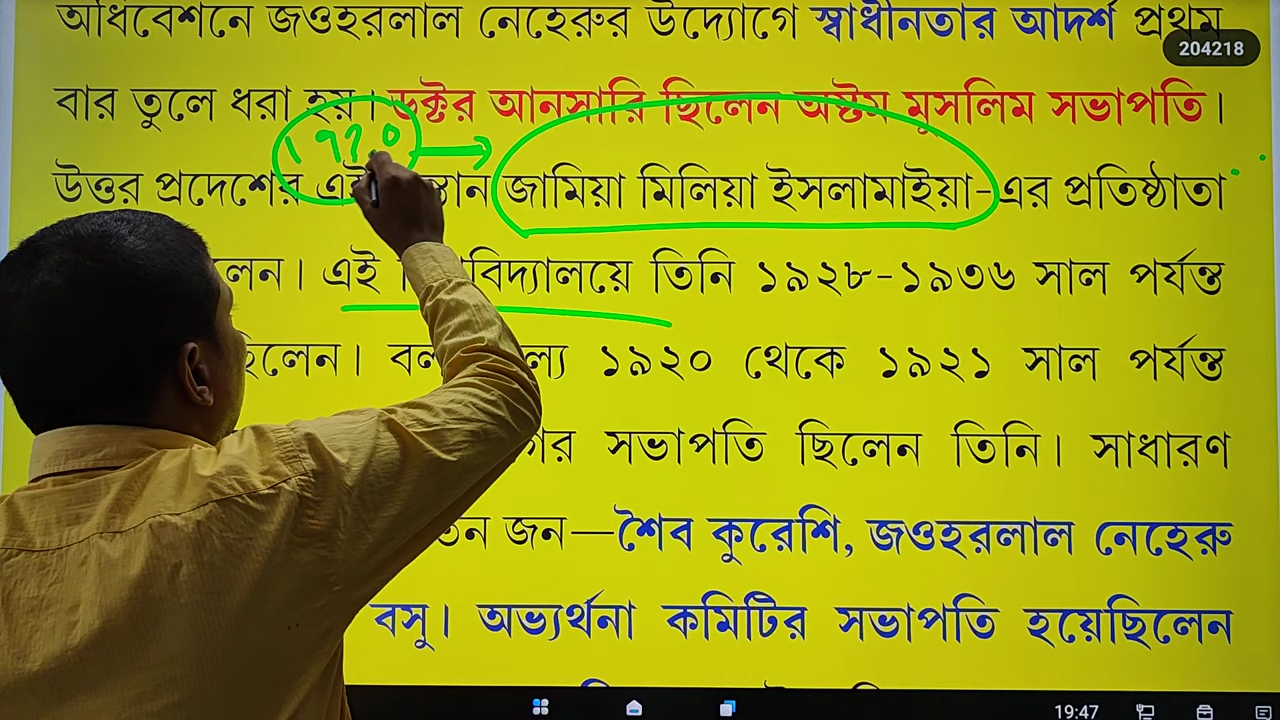 অধিবেশনে জওহরলাল নেহেরুর উদ্যোগে স্বাধীনতার আদর্শ প্রথম
204218
বার তুলে ধরা হয়। ডক্টর আনসারি ছিলেন অষ্টম মুসলিম সভাপতি।
1920
উত্তর প্রদেশের এই ন্তান জামিয়া মিলিয়া ইসলামাইয়া-এর প্রতিষ্ঠাতা
লেন। এই বিদ্যালয়ে তিনি ১৯২৮-১৯৩৬ সাল পর্যন্ত
ছিলেন। ১৯২০ থেকে ১৯২১ সাল পর্যন্ত
সভাপতি ছিলেন তিনি। সাধারণ
জন—শৈব কুরেশি, জওহরলাল নেহেরু
বসু। অভ্যর্থনা কমিটির সভাপতি হয়েছিলেন
19:47